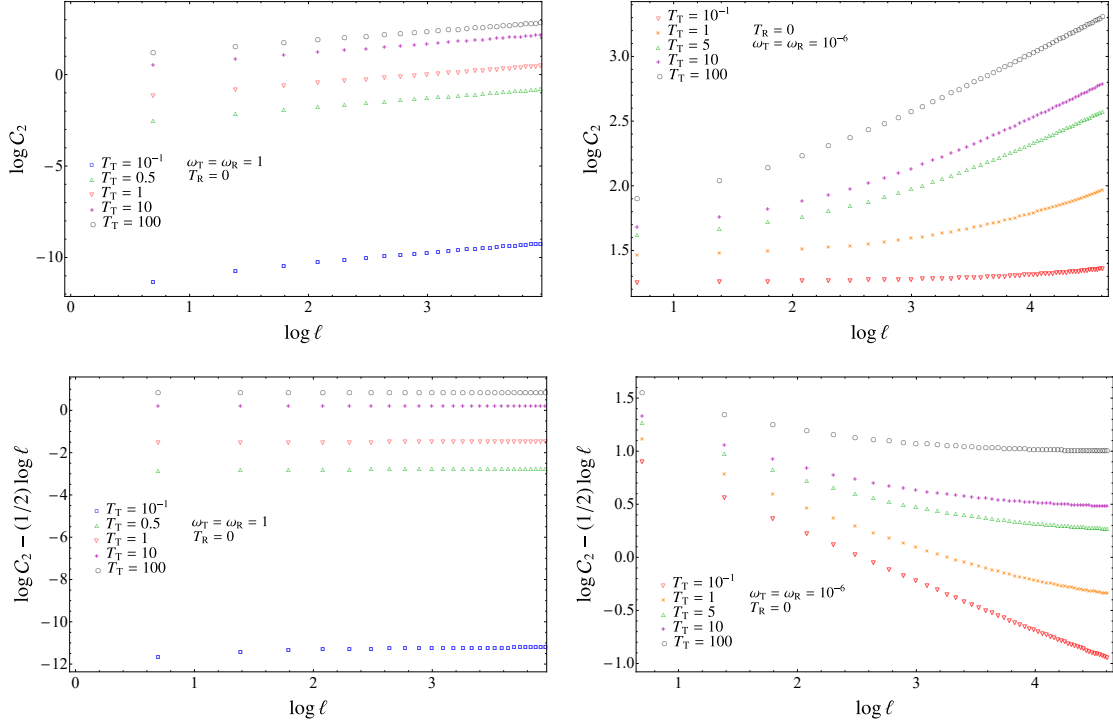 log C₂
0
−5
−10
0
1
2
3
log ℓ
T_T = 10⁻¹
T_T = 0.5
T_T = 1
T_T = 10
T_T = 100
ω_T = ω_R = 1
T_R = 0
log C₂
3.0
2.5
2.0
1.5
1
2
3
4
log ℓ
T_T = 10⁻¹
T_T = 1
T_T = 5
T_T = 10
T_T = 100
T_R = 0
ω_T = ω_R = 10⁻⁶
log C₂ − (1/2) log ℓ
0
−2
−4
−6
−8
−10
−12
0
1
2
3
log ℓ
T_T = 10⁻¹
T_T = 0.5
T_T = 1
T_T = 10
T_T = 100
ω_T = ω_R = 1
T_R = 0
log C₂ − (1/2) log ℓ
1.5
1.0
0.5
0.0
−0.5
−1.0
1
2
3
4
log ℓ
T_T = 10⁻¹
T_T = 1
T_T = 5
T_T = 10
T_T = 100
ω_T = ω_R = 10⁻⁶
T_R = 0